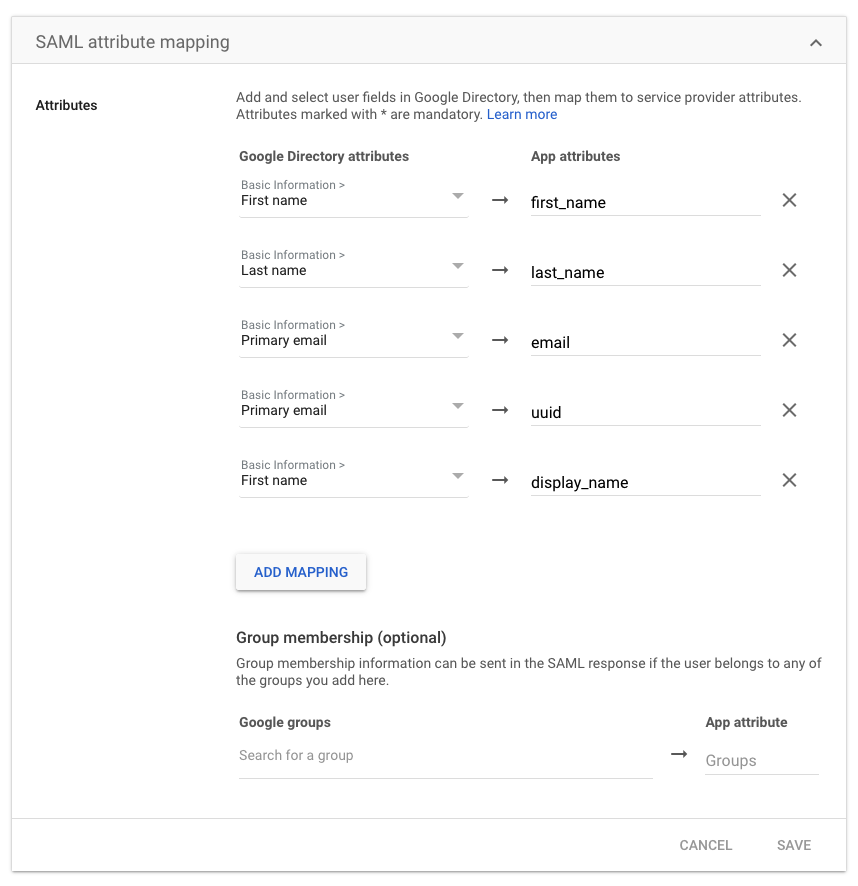 SAML attribute mapping
Attributes
Add and select user fields in Google Directory, then map them to service provider attributes.
Attributes marked with * are mandatory. Learn more
Google Directory attributes
App attributes
Basic Information >
First name
first_name
Basic Information >
Last name
last_name
Basic Information >
Primary email
email
Basic Information >
Primary email
uuid
Basic Information >
First name
display_name
ADD MAPPING
Group membership (optional)
Group membership information can be sent in the SAML response if the user belongs to any of
the groups you add here.
Google groups
App attribute
Search for a group
Groups
CANCEL
SAVE